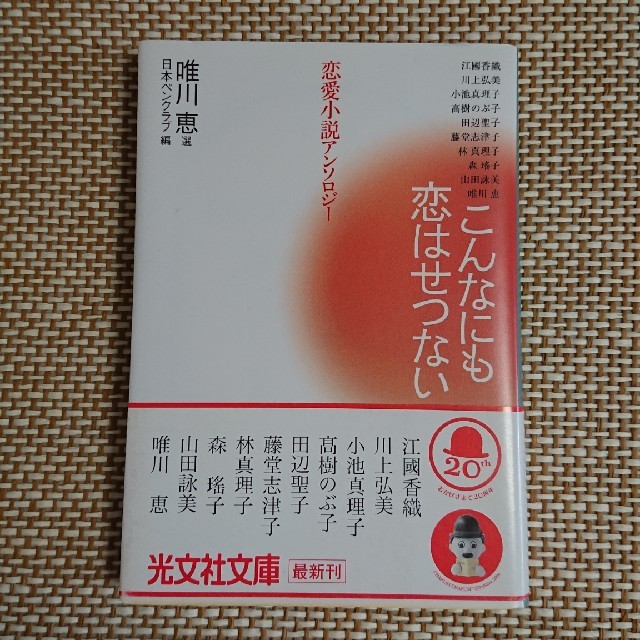 江國香織
川上弘美
小池真理子
髙樹のぶ子
田辺聖子
藤堂志津子
林真理子
森瑤子
山田詠美
唯川恵
こんなにも
恋はせつない
恋愛小説アンソロジー
唯川恵 選
日本ペンクラブ 編
20th
江國香織
川上弘美
小池真理子
髙樹のぶ子
田辺聖子
藤堂志津子
林真理子
森瑤子
山田詠美
唯川恵
光文社文庫
最新刊